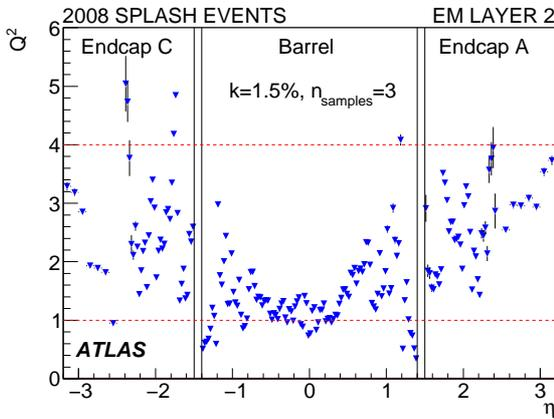 2008 SPLASH EVENTS EM LAYER 2
Q²
Endcap C Barrel Endcap A
k=1.5%, n_samples=3
ATLAS
6
5
4
3
2
1
0
−3 −2 −1 0 1 2 3
η